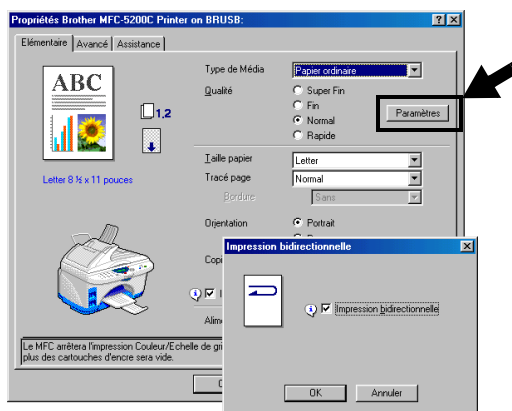 Propriétés Brother MFC-5200C Printer on BRUSB:
Elémentaire Avancé Assistance
ABC
1,2
Letter 8 ½ x 11 pouces
Type de Média Papier ordinaire
Qualité
Super Fin
Fin
Normal
Rapide
Paramètres
Taille papier Letter
Tracé page Normal
Bordure Sans
Orientation Portrait
Le MFC arrêtera l'impression Couleur/Echelle de
plus des cartouches d'encre sera vide.
Impression bidirectionnelle
Impression bidirectionnelle
OK Annuler